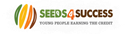 SEEDS4SUCCESS
YOUNG PEOPLE EARNING THE CREDIT